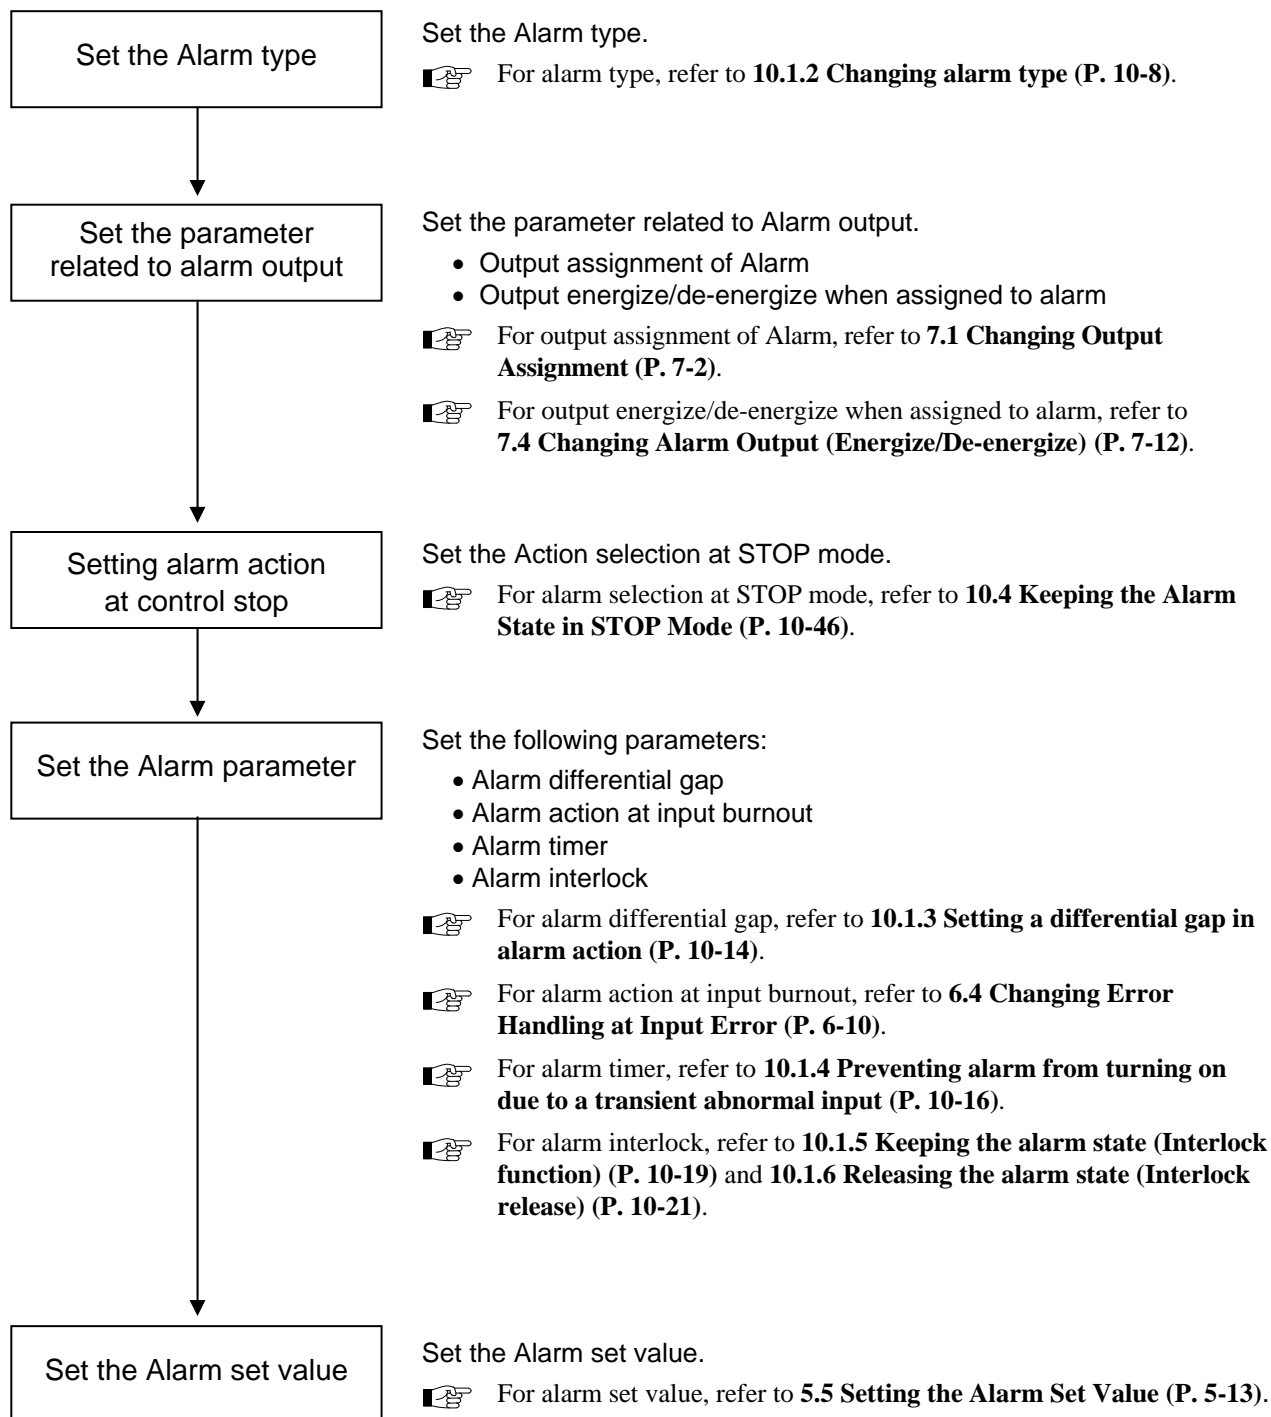 Set the Alarm type
Set the Alarm type.
For alarm type, refer to 10.1.2 Changing alarm type (P. 10-8).
Set the parameter
related to alarm output
Set the parameter related to Alarm output.
• Output assignment of Alarm
• Output energize/de-energize when assigned to alarm
For output assignment of Alarm, refer to 7.1 Changing Output
Assignment (P. 7-2).
For output energize/de-energize when assigned to alarm, refer to
7.4 Changing Alarm Output (Energize/De-energize) (P. 7-12).
Setting alarm action
at control stop
Set the Action selection at STOP mode.
For alarm selection at STOP mode, refer to 10.4 Keeping the Alarm
State in STOP Mode (P. 10-46).
Set the Alarm parameter
Set the following parameters:
• Alarm differential gap
• Alarm action at input burnout
• Alarm timer
• Alarm interlock
For alarm differential gap, refer to 10.1.3 Setting a differential gap in
alarm action (P. 10-14).
For alarm action at input burnout, refer to 6.4 Changing Error
Handling at Input Error (P. 6-10).
For alarm timer, refer to 10.1.4 Preventing alarm from turning on
due to a transient abnormal input (P. 10-16).
For alarm interlock, refer to 10.1.5 Keeping the alarm state (Interlock
function) (P. 10-19) and 10.1.6 Releasing the alarm state (Interlock
release) (P. 10-21).
Set the Alarm set value
Set the Alarm set value.
For alarm set value, refer to 5.5 Setting the Alarm Set Value (P. 5-13).